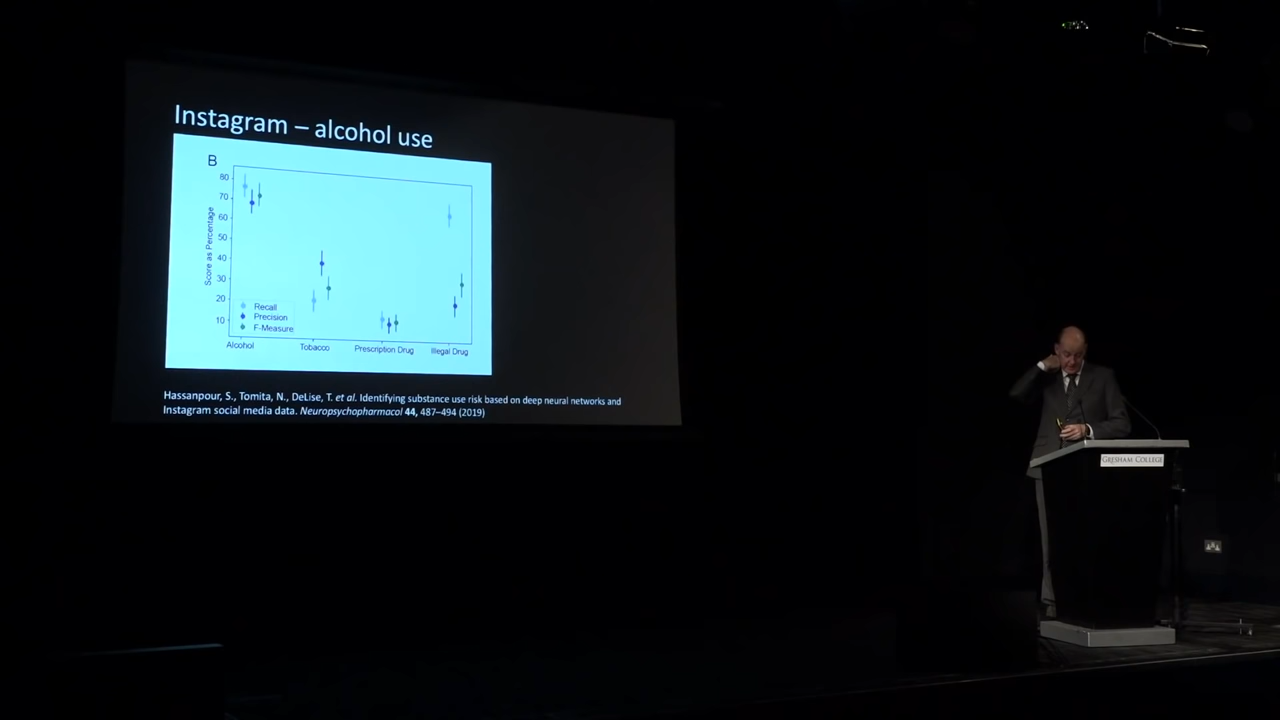 Instagram – alcohol use
B
80
70
60
50
40
30
20
10
Score as Percentage
Recall
Precision
F-Measure
Alcohol
Tobacco
Prescription Drug
Illegal Drug
Hassanpour, S., Tomita, N., DeLise, T. et al. Identifying substance use risk based on deep neural networks and
Instagram social media data. Neuropsychopharmacol 44, 487–494 (2019)
GRESHAM COLLEGE